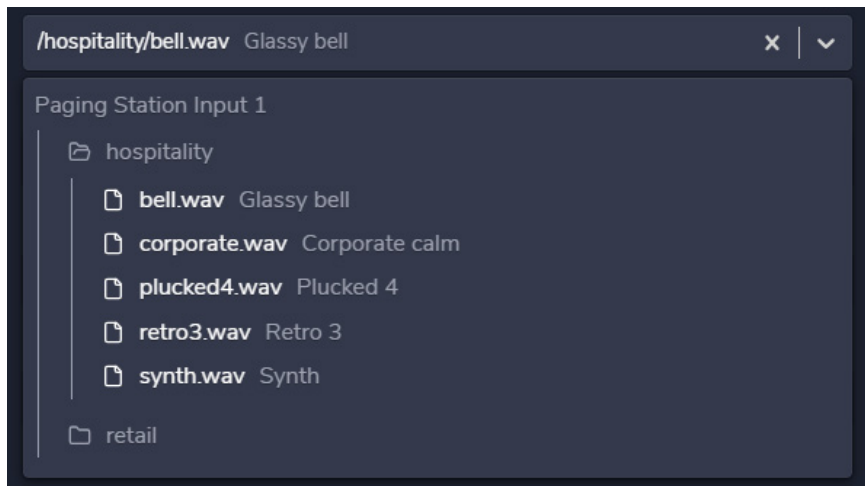 /hospitality/bell.wav Glassy bell
Paging Station Input 1
hospitality
bell.wav Glassy bell
corporate.wav Corporate calm
plucked4.wav Plucked 4
retro3.wav Retro 3
synth.wav Synth
retail